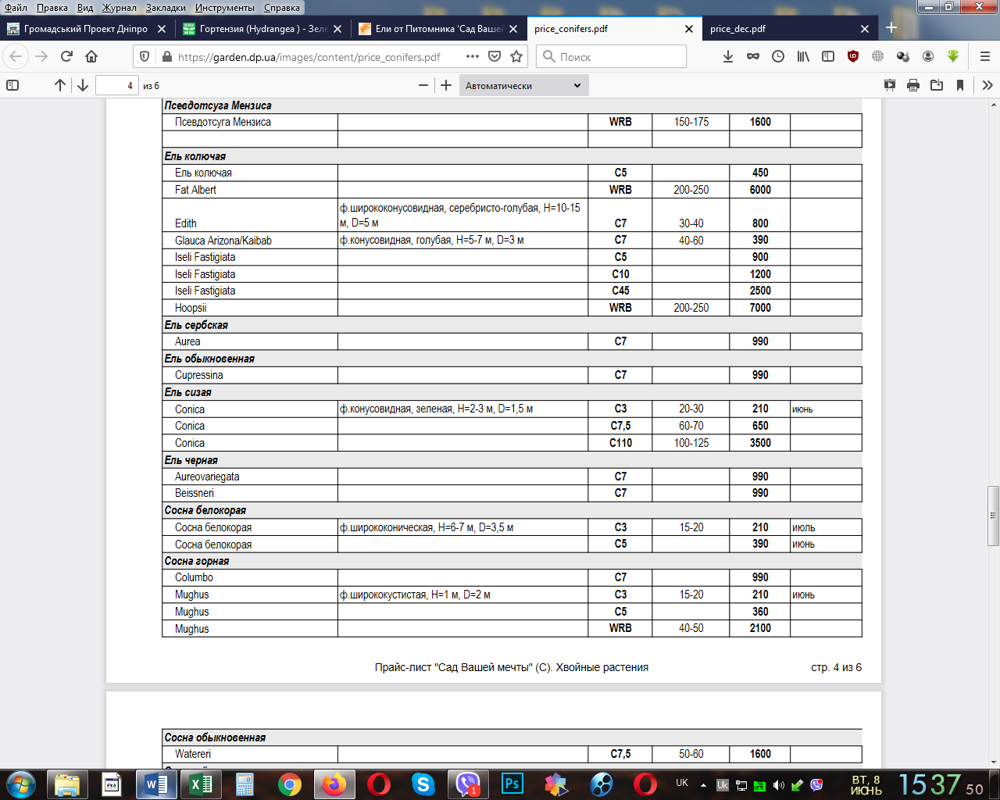 Файл Правка Вид Журнал Закладки Инструменты Справка
Громадський Проект Дніпро
Гортензия (Hydrangea ) - Зеле
Ели от Питомника 'Сад Вашей
price_conifers.pdf
price_dec.pdf
https://garden.dp.ua/images/content/price_conifers.pdf
Поиск
4 из 6 Автоматически
Псевдотсуга Мензиса
Псевдотсуга Мензиса WRB 150-175 1600
Ель колючая
Ель колючая C5 450
Fat Albert WRB 200-250 6000
ф.ширококонусовидная, серебристо-голубая, H=10-15
Edith м, D=5 м C7 30-40 800
Glauca Arizona/Kaibab ф.конусовидная, голубая, H=5-7 м, D=3 м C7 40-60 390
Iseli Fastigiata C5 900
Iseli Fastigiata C10 1200
Iseli Fastigiata C45 2500
Hoopsii WRB 200-250 7000
Ель сербская
Aurea C7 990
Ель обыкновенная
Cupressina C7 990
Ель сизая
Conica ф.конусовидная, зеленая, H=2-3 м, D=1,5 м C3 20-30 210 июнь
Conica C7,5 60-70 650
Conica C110 100-125 3500
Ель черная
Aureovariegata C7 990
Beissneri C7 990
Сосна белокорая
Сосна белокорая ф.ширококоническая, H=6-7 м, D=3,5 м C3 15-20 210 июль
Сосна белокорая C5 390 июнь
Сосна горная
Columbo C7 990
Mughus ф.ширококустистая, H=1 м, D=2 м C3 15-20 210 июнь
Mughus C5 360
Mughus WRB 40-50 2100
Прайс-лист "Сад Вашей мечты" (С). Хвойные растения стр. 4 из 6
Сосна обыкновенная
Watereri C7,5 50-60 1600
UK Uk ВТ, 8 ИЮНЬ 15 37 50